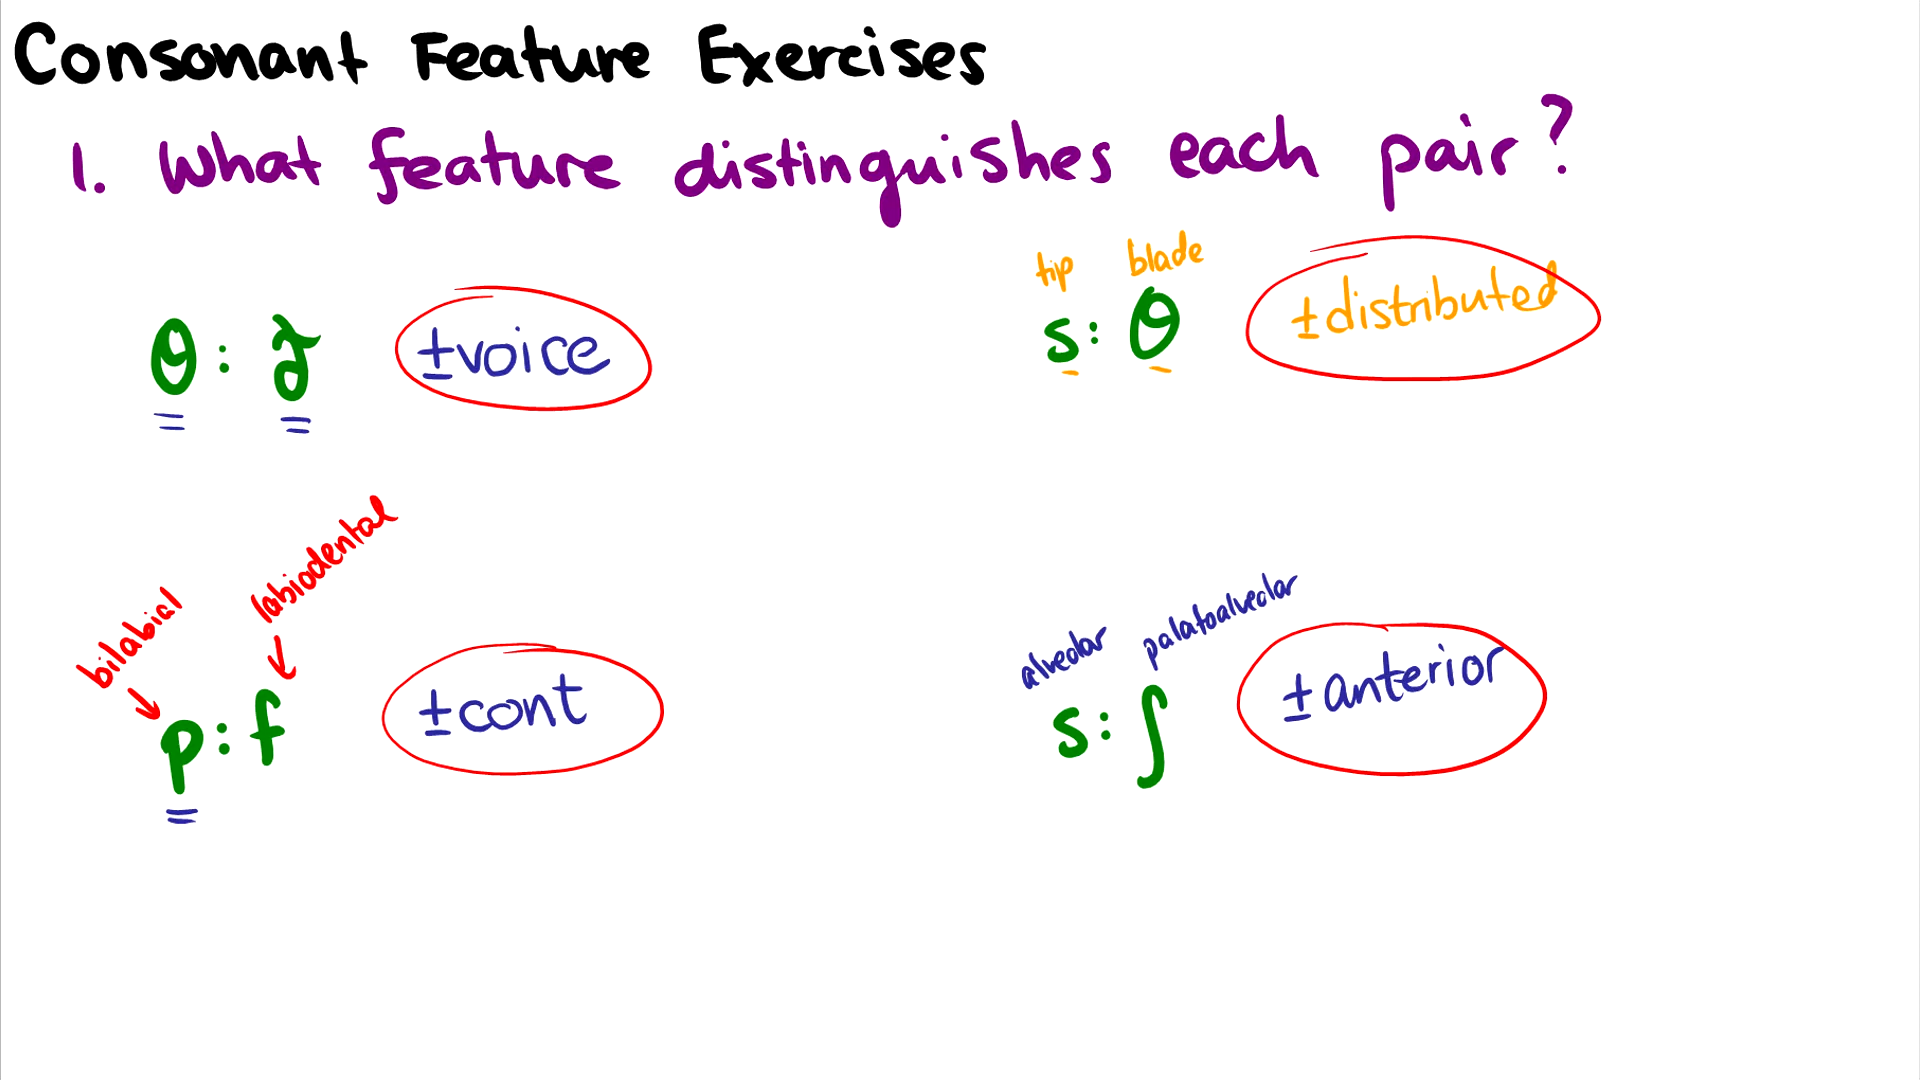 Consonant Feature Exercises
1. What feature distinguishes each pair?
θ : ð ±voice
tip blade
s : θ ±distributed
bilabial labiodental
p : f ±cont
alveolar palatoalveolar
s : ʃ ±anterior